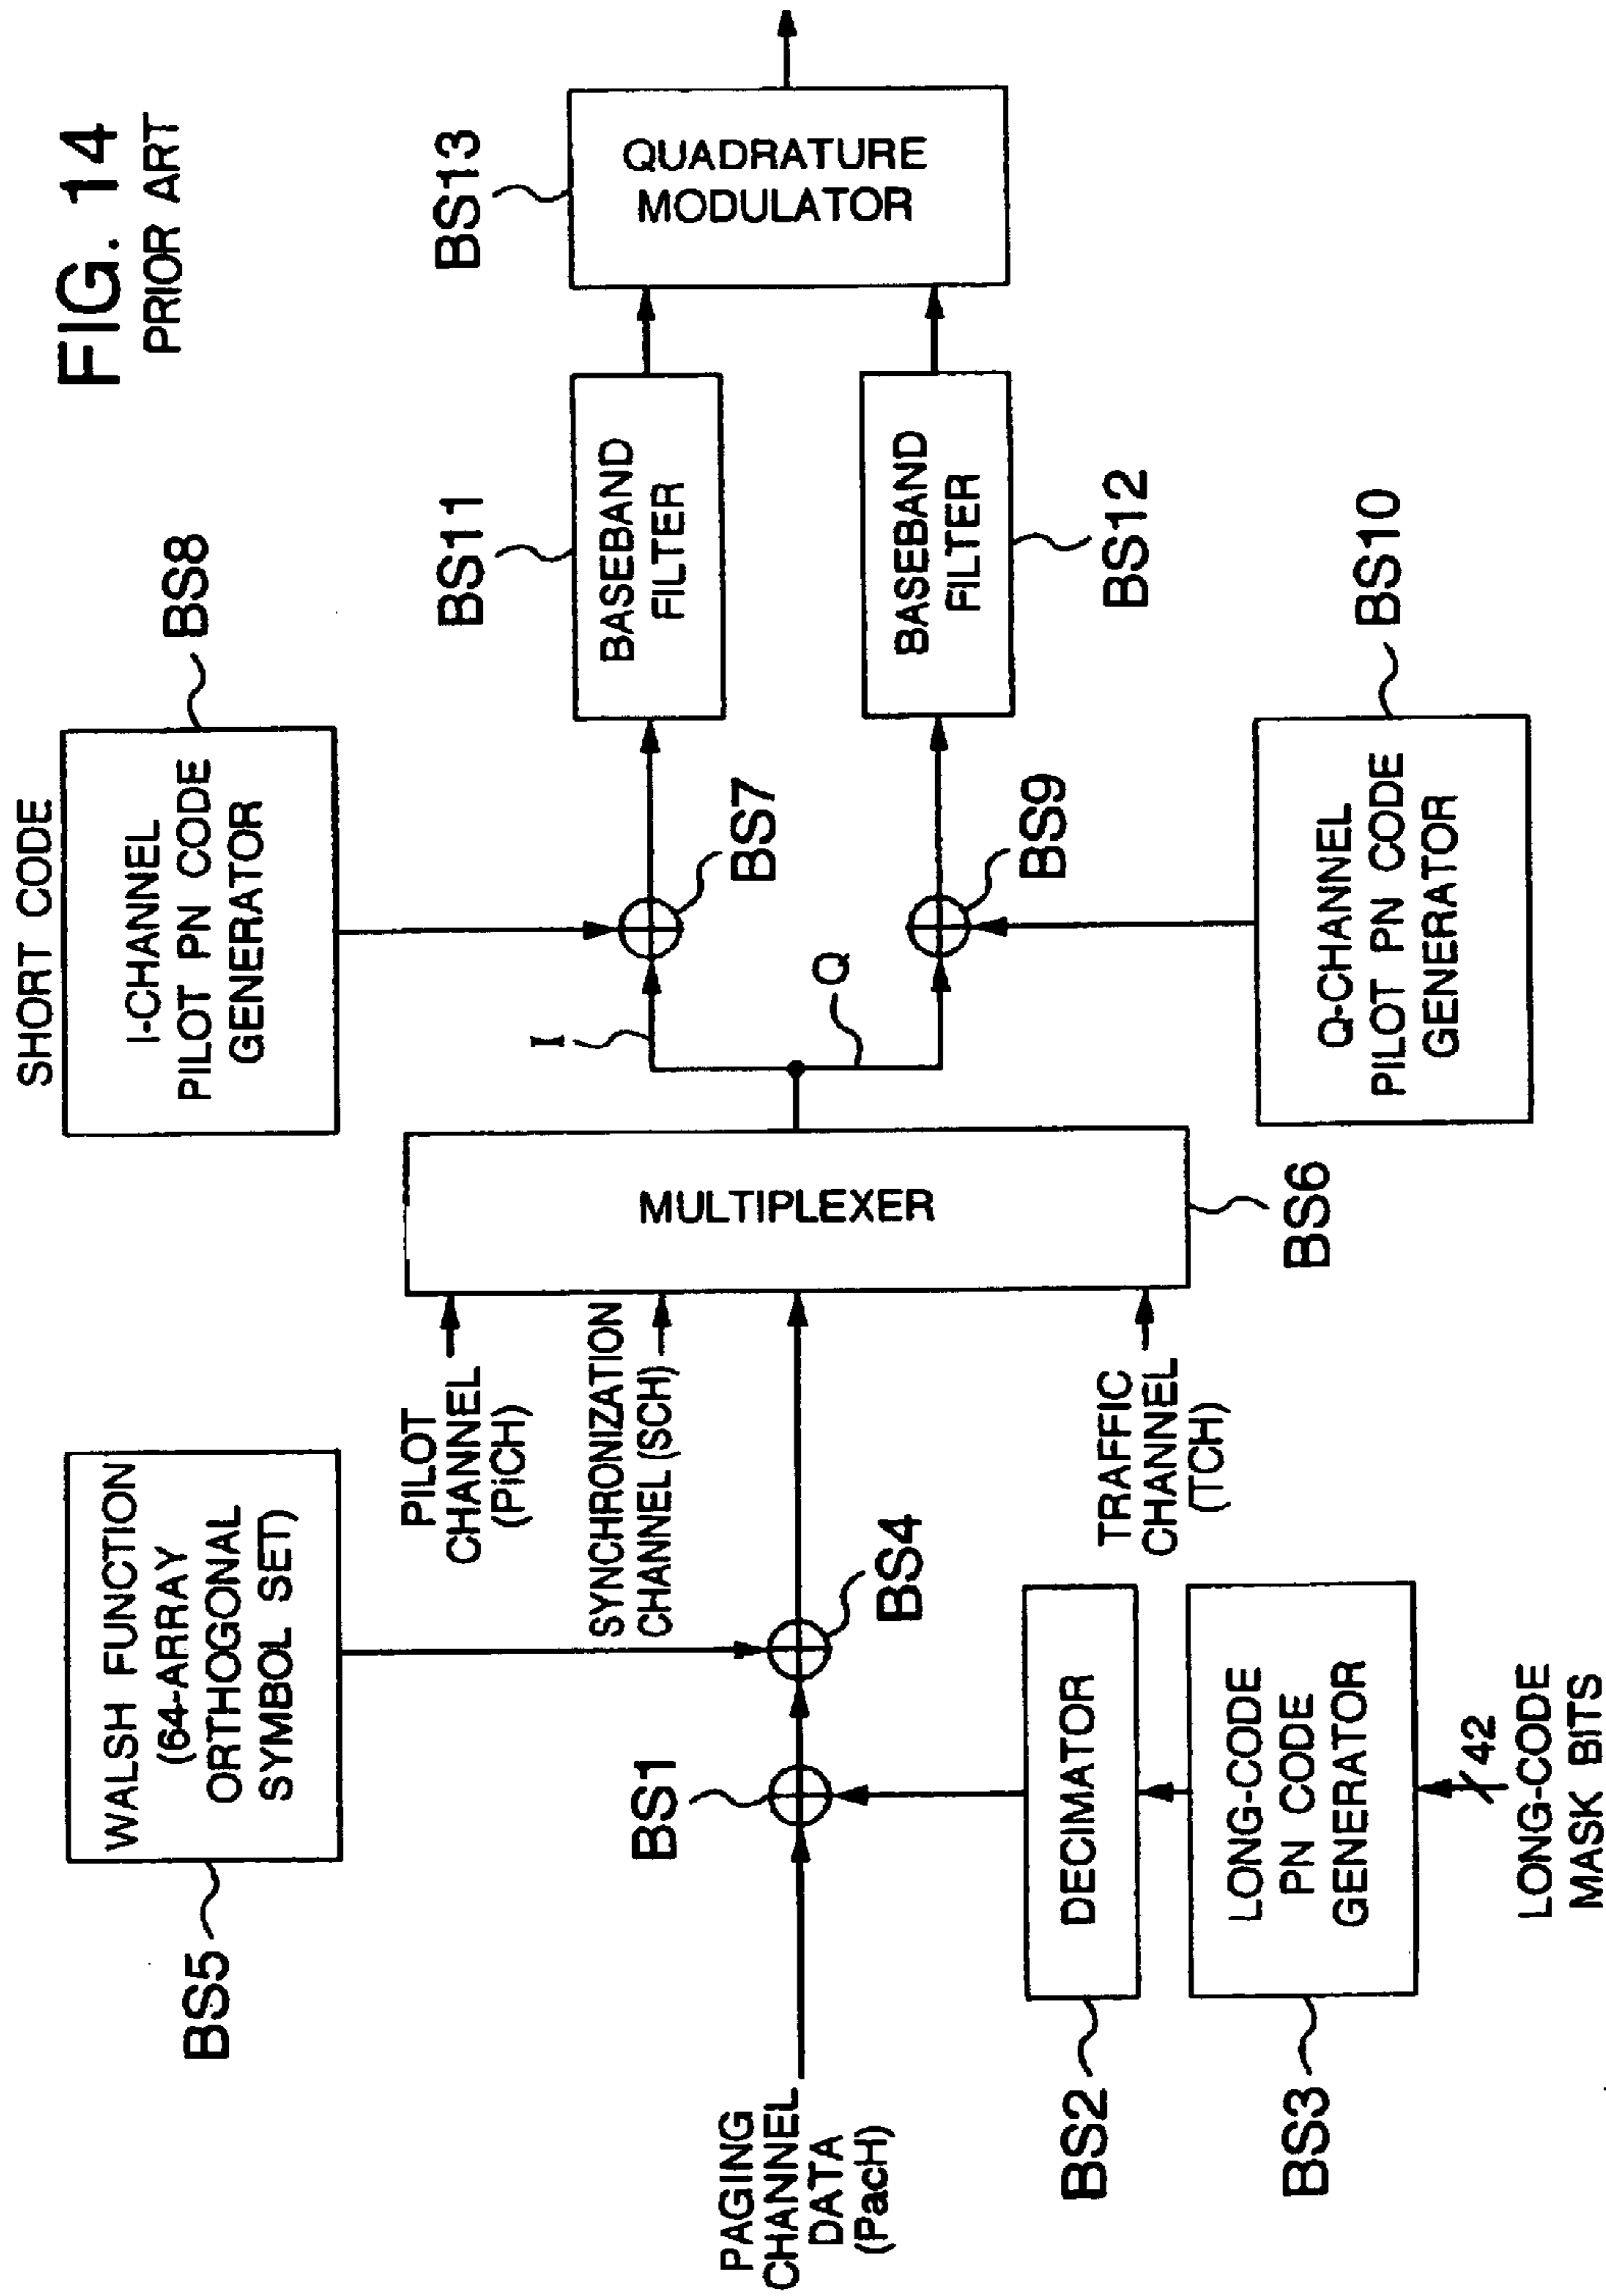 FIG. 14
PRIOR ART
SHORT CODE
I-CHANNEL
PILOT PN CODE
GENERATOR
BS8
WALSH FUNCTION
(64-ARRAY
ORTHOGONAL
SYMBOL SET)
BS5
PILOT
CHANNEL
(PiCH)
SYNCHRONIZATION
CHANNEL (SCH)
PAGING
CHANNEL
DATA
(PacH)
BS1
BS4
TRAFFIC
CHANNEL
(TCH)
MULTIPLEXER
BS6
I
Q
BS7
BS9
BS11
BASEBAND
FILTER
BASEBAND
FILTER
BS12
BS13
QUADRATURE
MODULATOR
DECIMATOR
BS2
LONG-CODE
PN CODE
GENERATOR
BS3
42
LONG-CODE
MASK BITS
Q-CHANNEL
PILOT PN CODE
GENERATOR
BS10